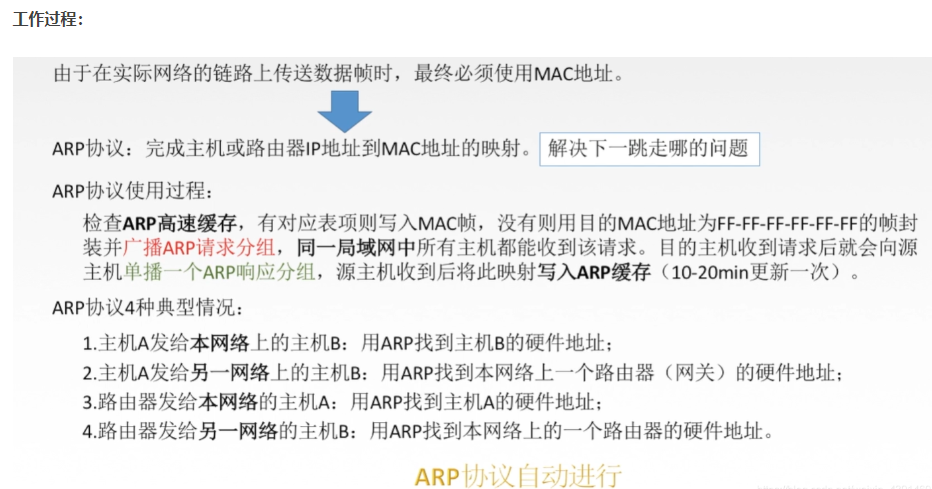 工作过程：
由于在实际网络的链路上传送数据帧时，最终必须使用MAC地址。
ARP协议：完成主机或路由器IP地址到MAC地址的映射。 解决下一跳走哪的问题
ARP协议使用过程：
检查ARP高速缓存，有对应表项则写入MAC帧，没有则用目的MAC地址为FF-FF-FF-FF-FF-FF的帧封
装并广播ARP请求分组，同一局域网中所有主机都能收到该请求。目的主机收到请求后就会向源
主机单播一个ARP响应分组，源主机收到后将此映射写入ARP缓存（10-20min更新一次）。
ARP协议4种典型情况：
1.主机A发给本网络上的主机B：用ARP找到主机B的硬件地址；
2.主机A发给另一网络上的主机B：用ARP找到本网络上一个路由器（网关）的硬件地址；
3.路由器发给本网络的主机A：用ARP找到主机A的硬件地址；
4.路由器发给另一网络的主机B：用ARP找到本网络上的一个路由器的硬件地址。
ARP协议自动进行